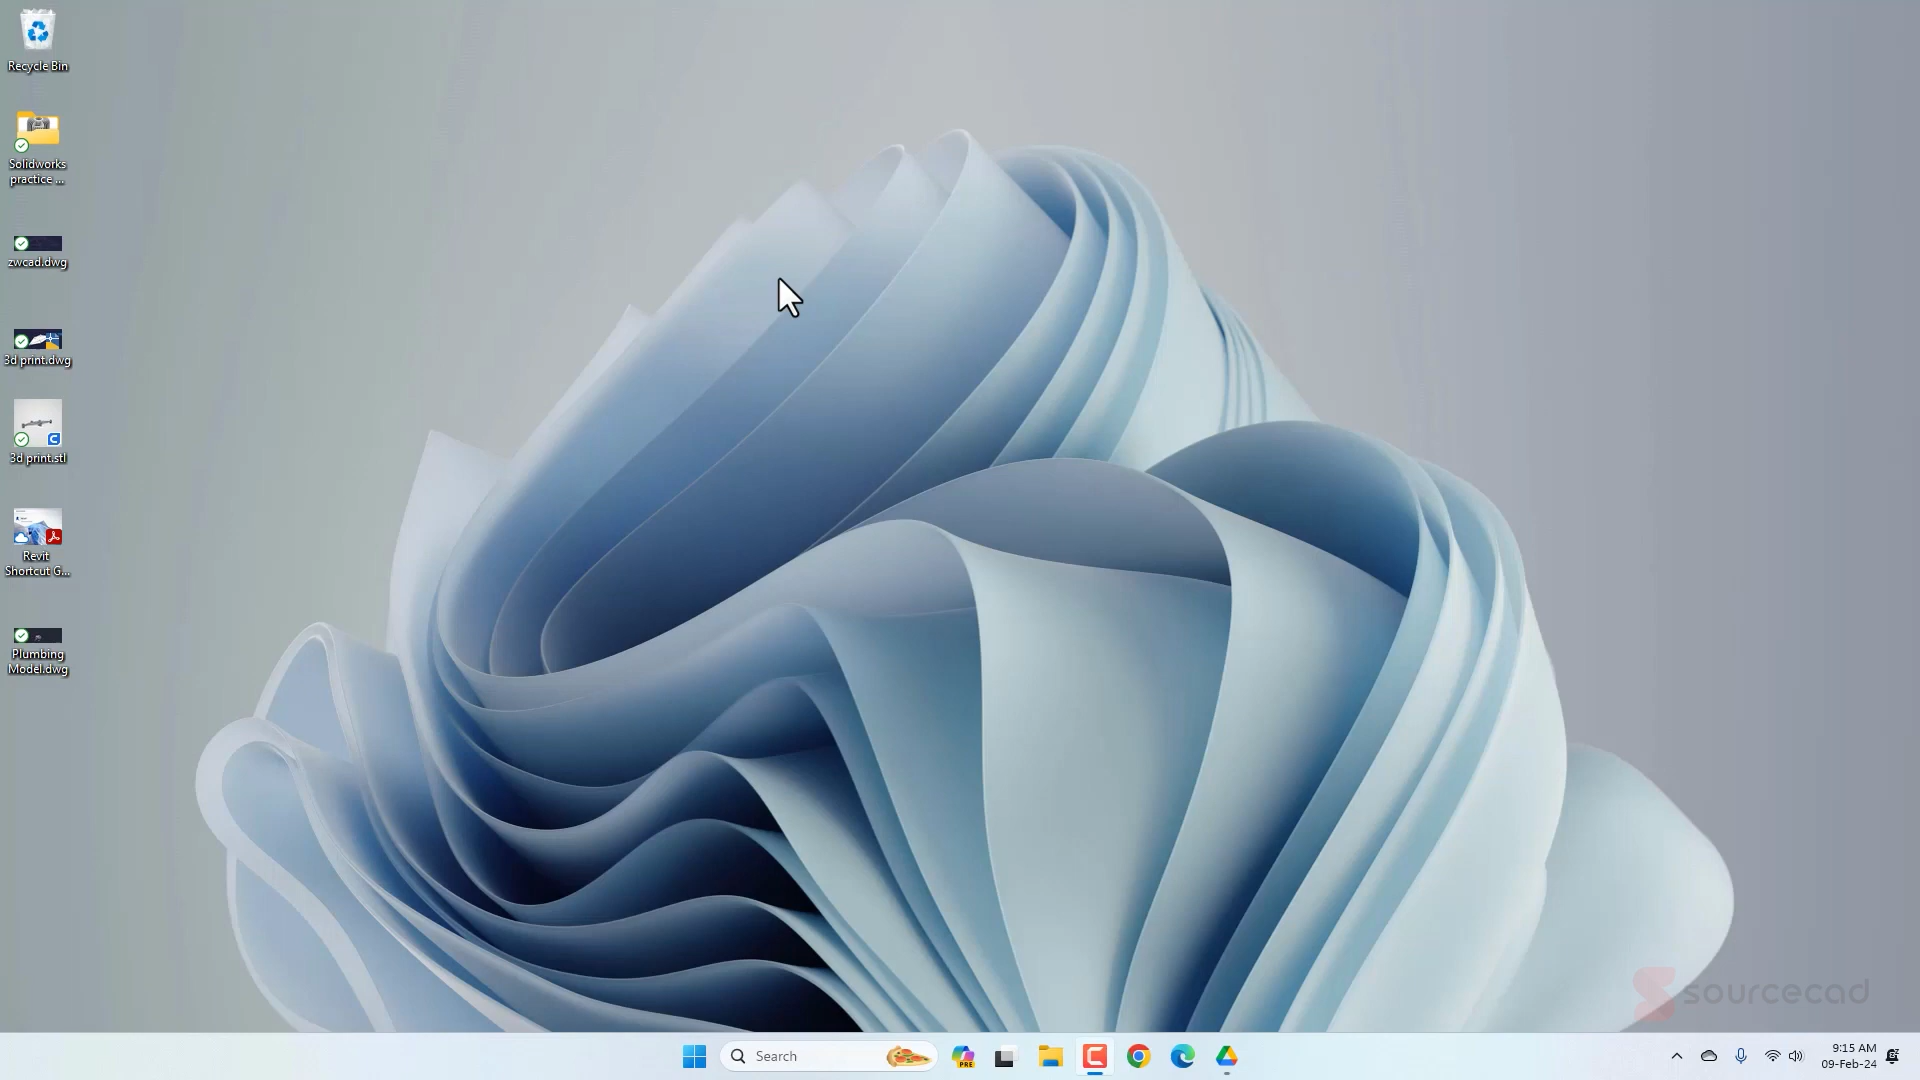 Recycle Bin
Solidworks
practice ...
zwcad.dwg
3d print.dwg
3d print.stl
Revit
Shortcut G...
Plumbing
Model.dwg
sourcecad
Search
PRE
9:15 AM
09-Feb-24